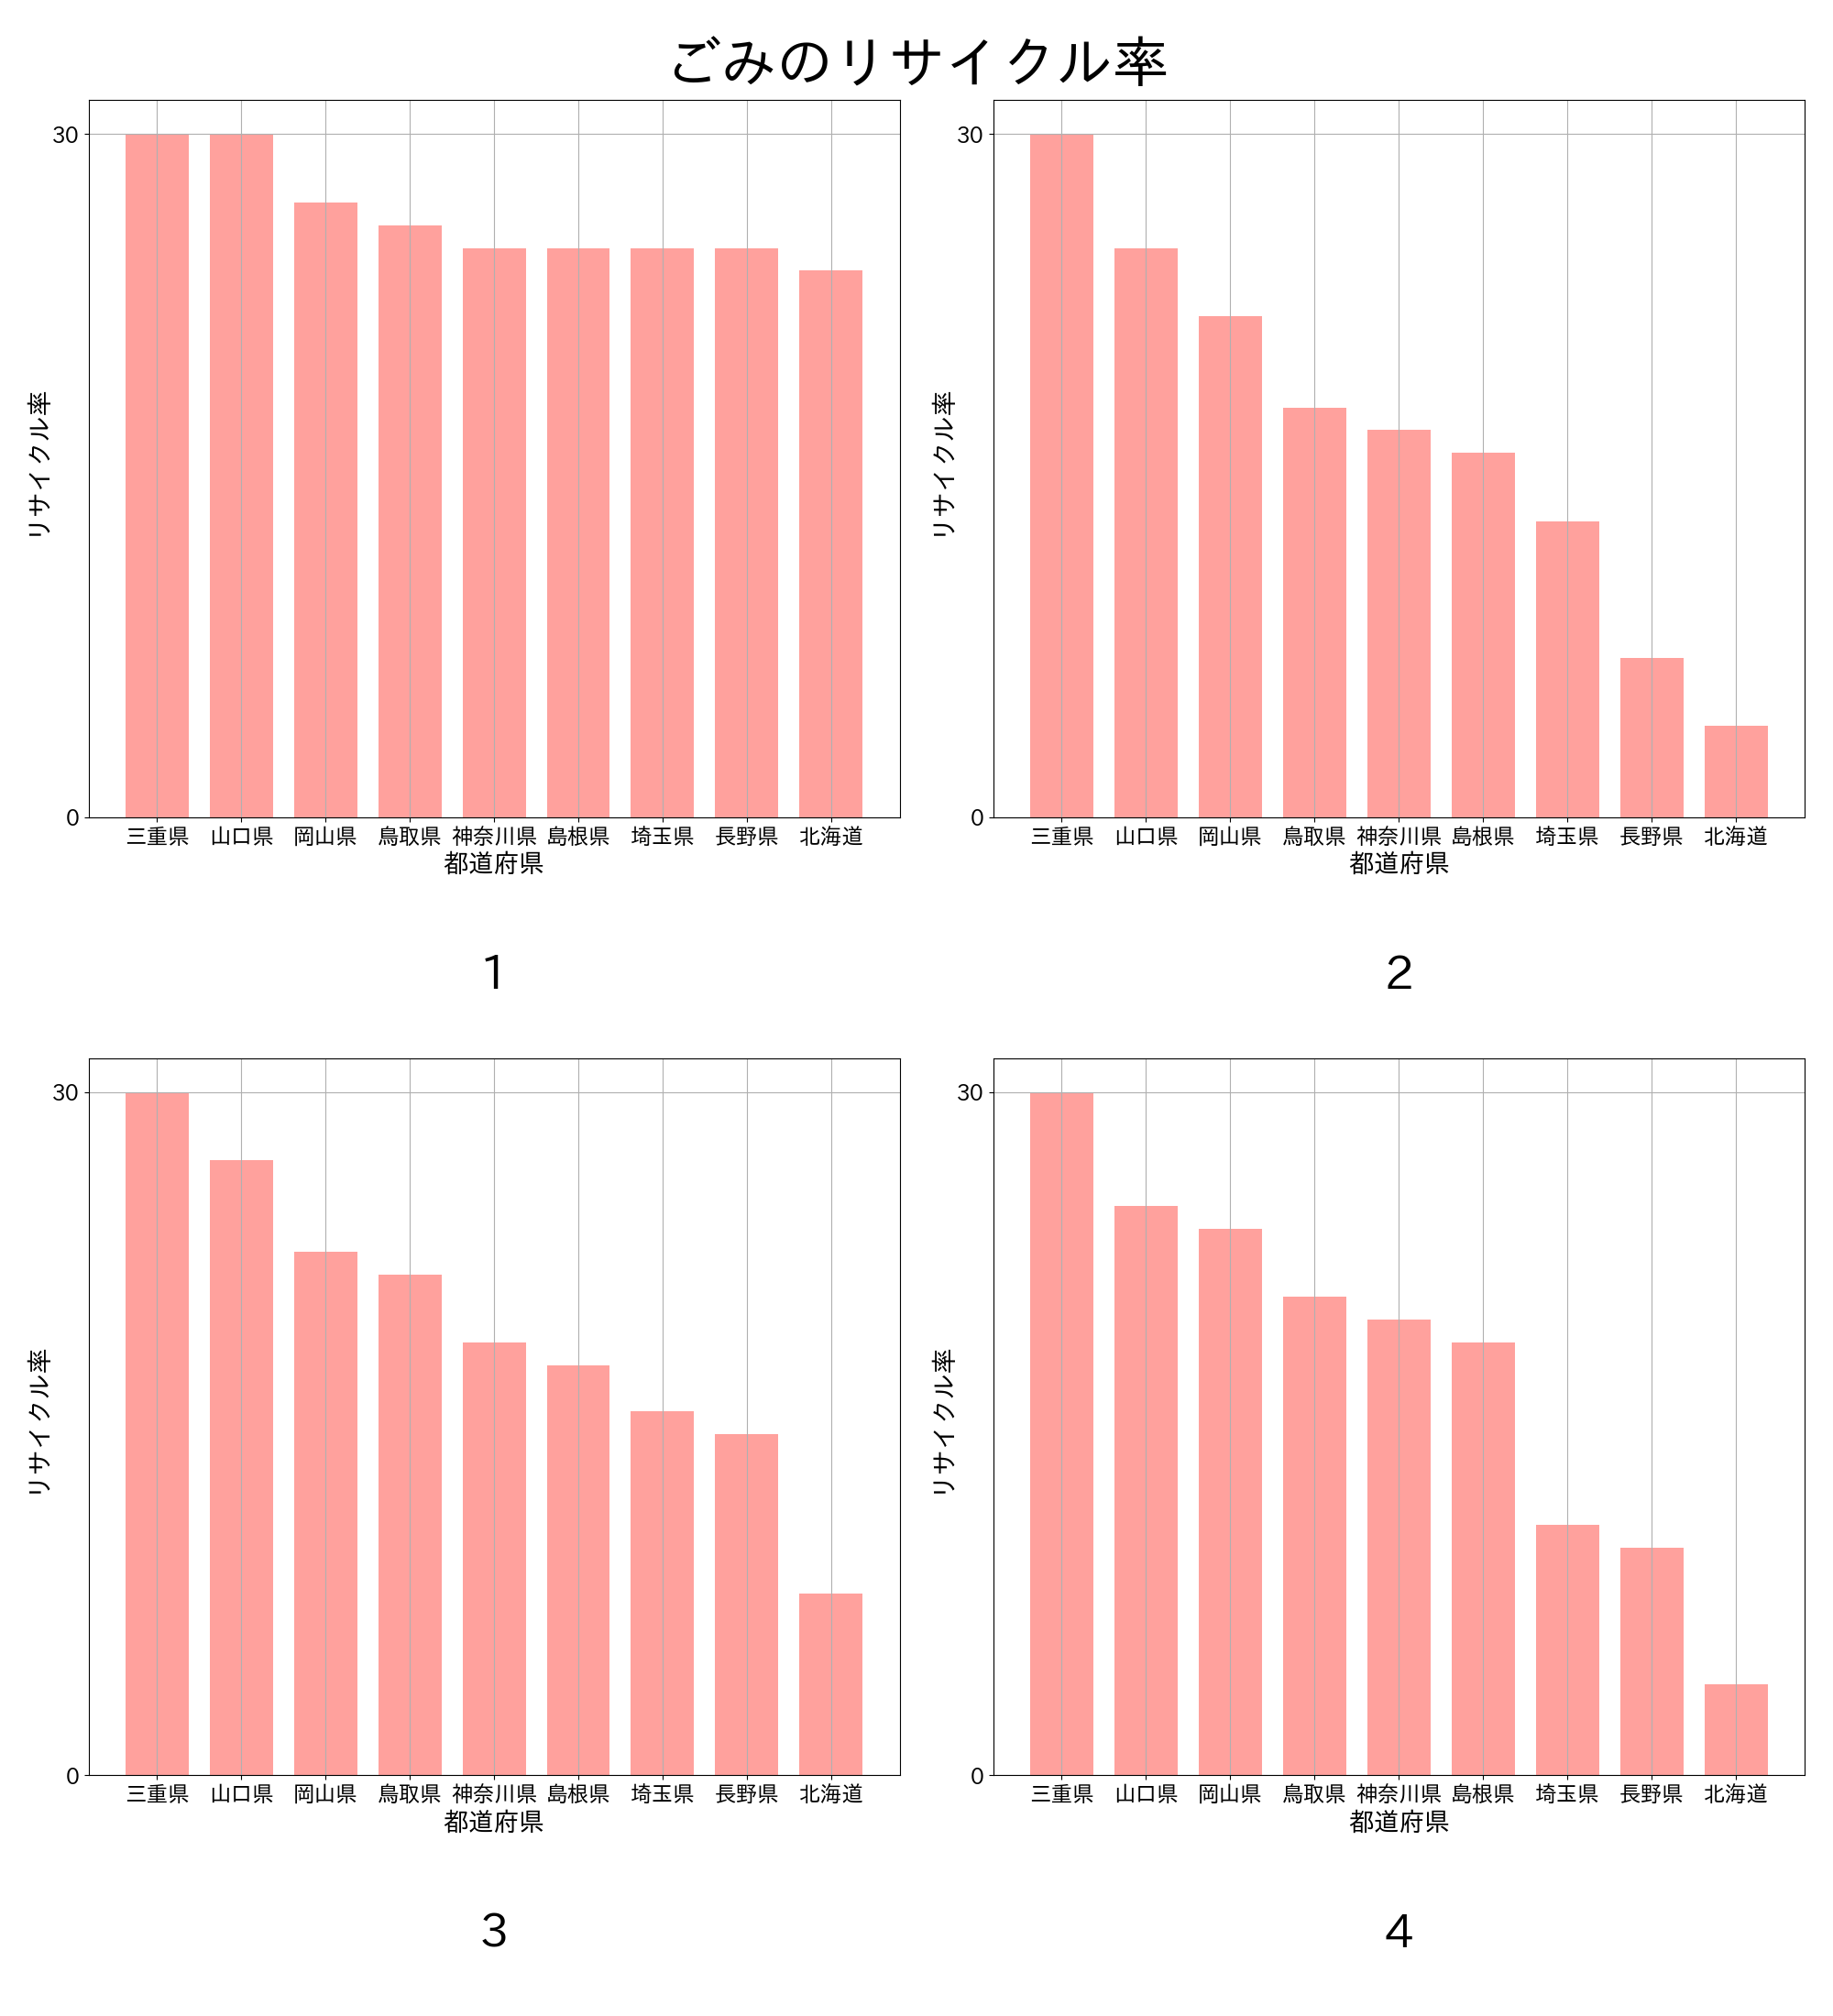 ごみのリサイクル率
30
0
リサイクル率
三重県 山口県 岡山県 鳥取県 神奈川県 島根県 埼玉県 長野県 北海道
都道府県
1
30
0
リサイクル率
三重県 山口県 岡山県 鳥取県 神奈川県 島根県 埼玉県 長野県 北海道
都道府県
2
30
0
リサイクル率
三重県 山口県 岡山県 鳥取県 神奈川県 島根県 埼玉県 長野県 北海道
都道府県
3
30
0
リサイクル率
三重県 山口県 岡山県 鳥取県 神奈川県 島根県 埼玉県 長野県 北海道
都道府県
4